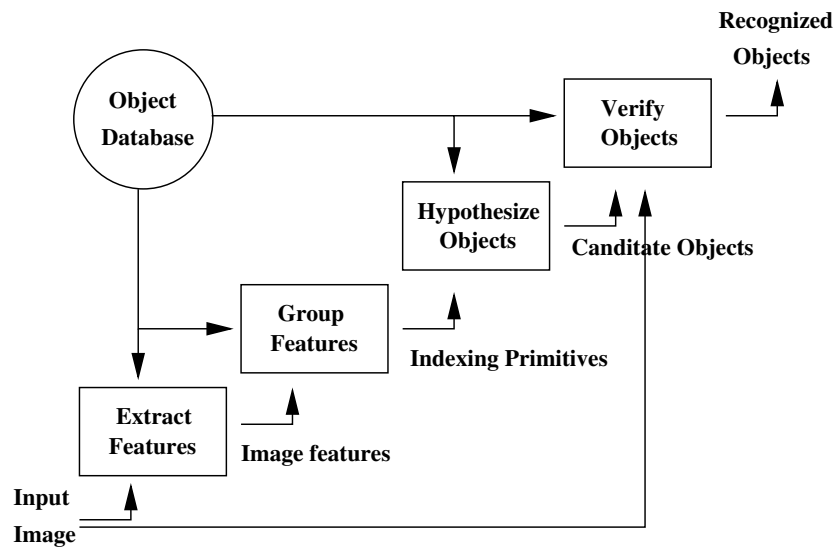 Recognized
Objects
Object
Database
Verify
Objects
Hypothesize
Objects
Canditate Objects
Group
Features
Indexing Primitives
Extract
Features
Image features
Input
Image